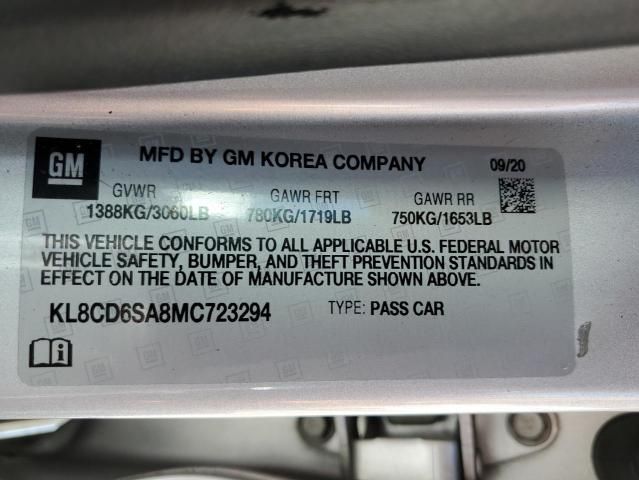 GM MFD BY GM KOREA COMPANY 09/20
GVWR GAWR FRT GAWR RR
1388KG/3060LB 780KG/1719LB 750KG/1653LB
THIS VEHICLE CONFORMS TO ALL APPLICABLE U.S. FEDERAL MOTOR
VEHICLE SAFETY, BUMPER, AND THEFT PREVENTION STANDARDS IN
EFFECT ON THE DATE OF MANUFACTURE SHOWN ABOVE.
KL8CD6SA8MC723294 TYPE: PASS CAR